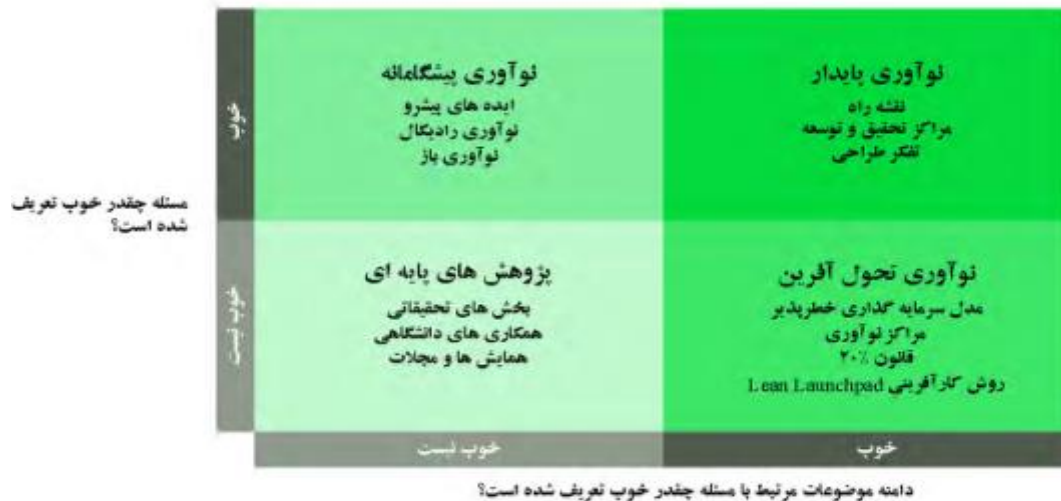 نوآوری پایدار
نقشه راه
مراکز تحقیق و توسعه
تفکر طراحی
نوآوری پیشگامانه
ایده های پیشرو
نوآوری رادیکال
نوآوری باز
خوب
مسئله چقدر خوب تعریف
شده است؟
نوآوری تحول آفرین
مدل سرمایه گذاری خطرپذیر
مراکز نوآوری
قانون ۲۰٪
روش کارآفرینی Lean Launchpad
پژوهش های پایه ای
بخش های تحقیقاتی
همکاری های دانشگاهی
همایش ها و مجلات
خوب نیست
خوب
خوب نیست
دامنه موضوعات مرتبط با مسئله چقدر خوب تعریف شده است؟